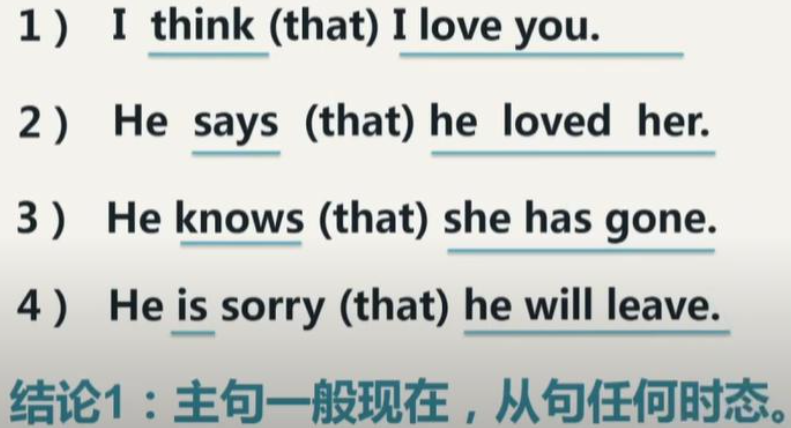 1） I think (that) I love you.
2） He says (that) he loved her.
3） He knows (that) she has gone.
4） He is sorry (that) he will leave.
结论1：主句一般现在，从句任何时态。